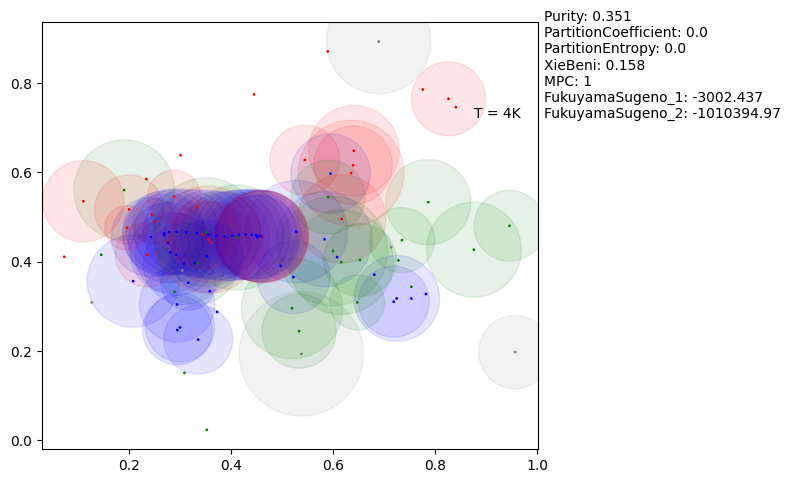 Purity: 0.351
PartitionCoefficient: 0.0
PartitionEntropy: 0.0
XieBeni: 0.158
MPC: 1
FukuyamaSugeno_1: -3002.437
FukuyamaSugeno_2: -1010394.97
T = 4K
0.8
0.6
0.4
0.2
0.0
0.2 0.4 0.6 0.8 1.0